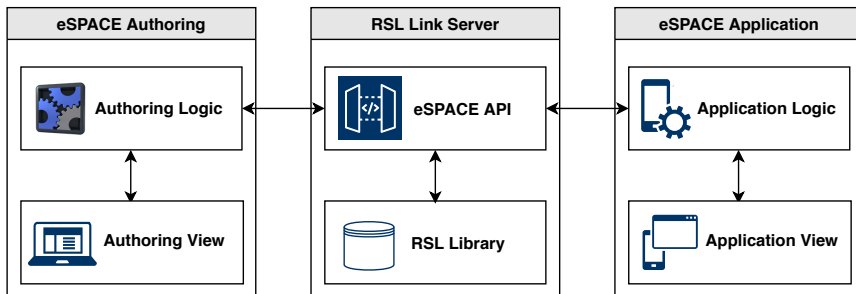 eSPACE Authoring
RSL Link Server
eSPACE Application
Authoring Logic
</> eSPACE API
Application Logic
Authoring View
RSL Library
Application View